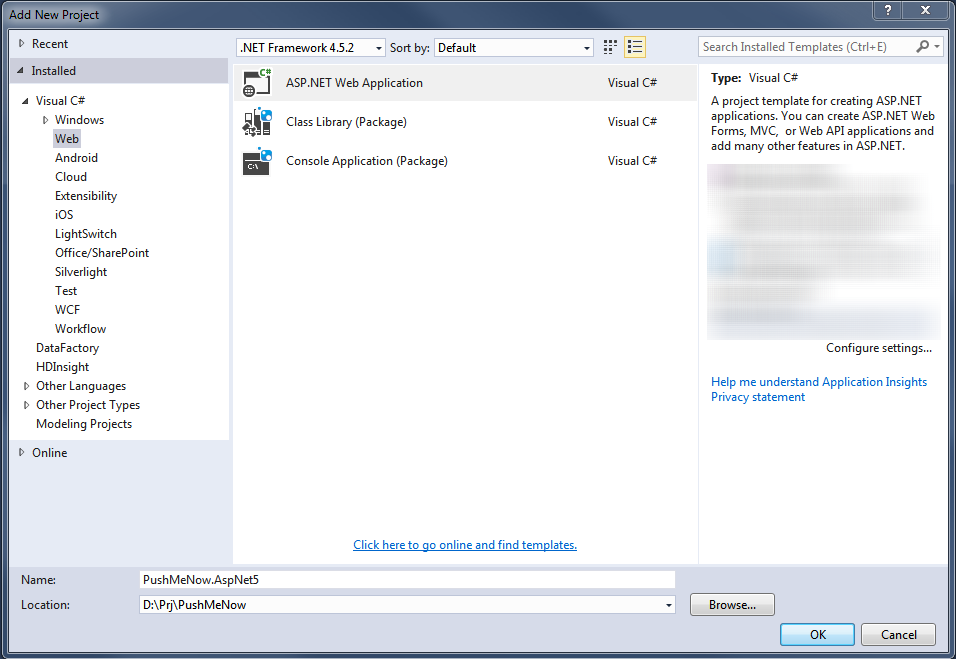 Add New Project
?
X
Recent
.NET Framework 4.5.2
Sort by:
Default
Search Installed Templates (Ctrl+E)
Installed
Visual C#
Windows
Web
Android
Cloud
Extensibility
iOS
LightSwitch
Office/SharePoint
Silverlight
Test
WCF
Workflow
DataFactory
HDInsight
Other Languages
Other Project Types
Modeling Projects
Online
C#
ASP.NET Web Application
Visual C#
Class Library (Package)
Visual C#
C:\
Console Application (Package)
Visual C#
Click here to go online and find templates.
Type: Visual C#
A project template for creating ASP.NET
applications. You can create ASP.NET Web
Forms, MVC, or Web API applications and
add many other features in ASP.NET.
Configure settings...
Help me understand Application Insights
Privacy statement
Name:
PushMeNow.AspNet5
Location:
D:\Prj\PushMeNow
Browse...
OK
Cancel